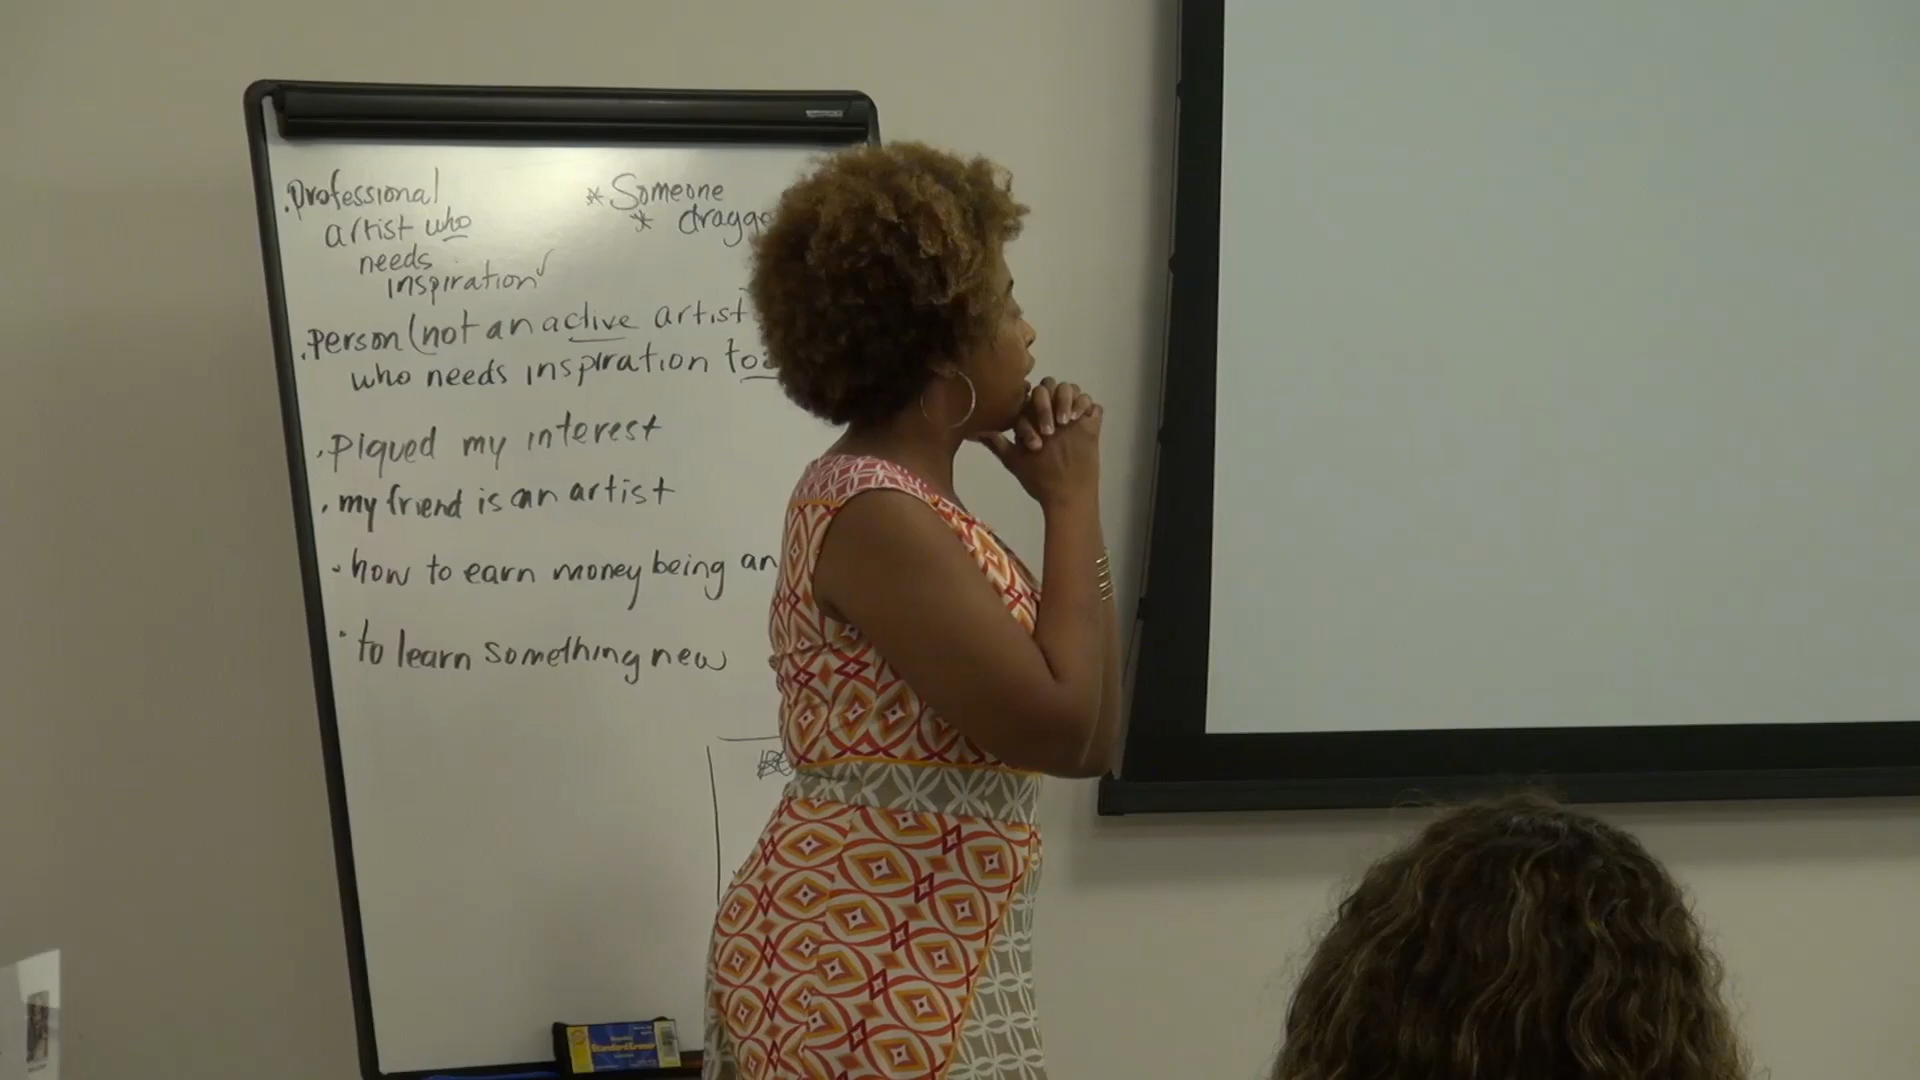 .professional
artist who
needs
inspiration✓
* Someone
* dragge
.person (not an active artist
who needs inspiration to
.piqued my interest
.my friend is an artist
.how to earn money being an
.to learn something new